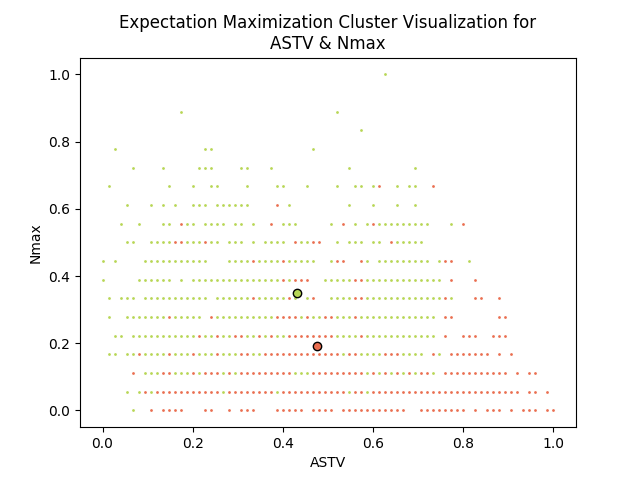 Expectation Maximization Cluster Visualization for
ASTV & Nmax
1.0
0.8
0.6
0.4
0.2
0.0
Nmax
0.0 0.2 0.4 0.6 0.8 1.0
ASTV